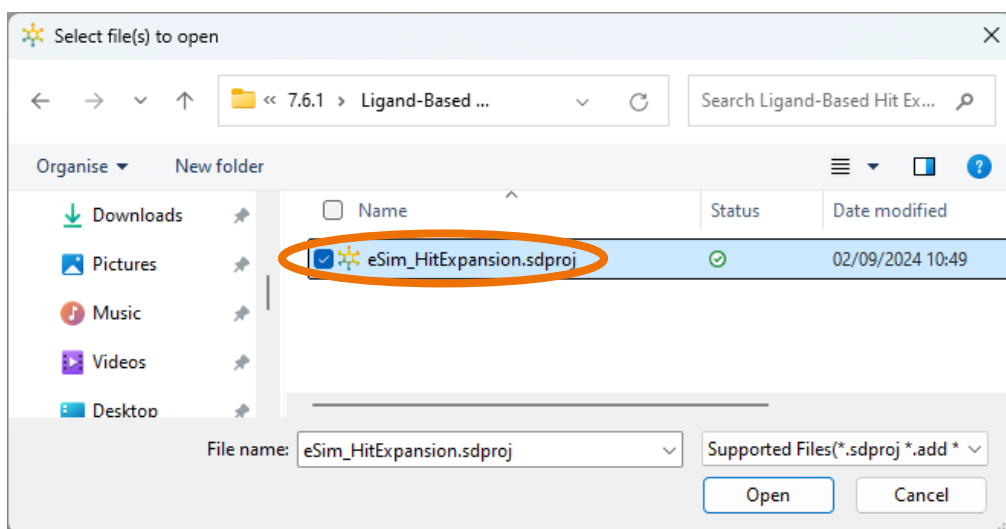 Select file(s) to open
« 7.6.1 > Ligand-Based ...
Search Ligand-Based Hit Ex...
Organise
New folder
Name
Status
Date modified
Downloads
eSim_HitExpansion.sdproj
02/09/2024 10:49
Pictures
Music
Videos
Desktop
File name:
eSim_HitExpansion.sdproj
Supported Files(*.sdproj *.add *
Open
Cancel